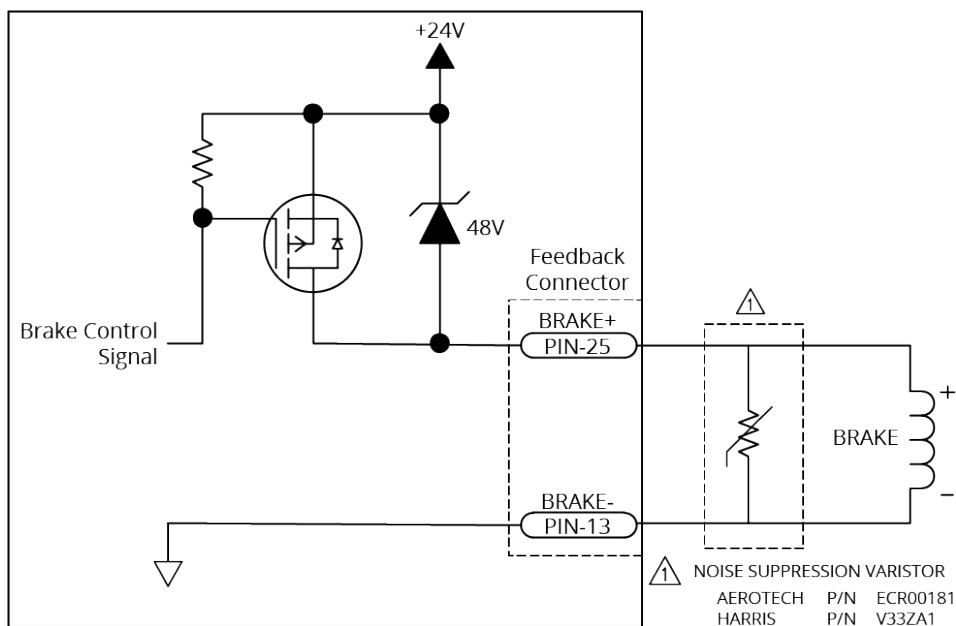 +24V
48V
Feedback
Connector
Brake Control
Signal
BRAKE+
PIN-25
1
BRAKE
+
–
BRAKE-
PIN-13
1 NOISE SUPPRESSION VARISTOR
AEROTECH P/N ECR00181
HARRIS P/N V33ZA1